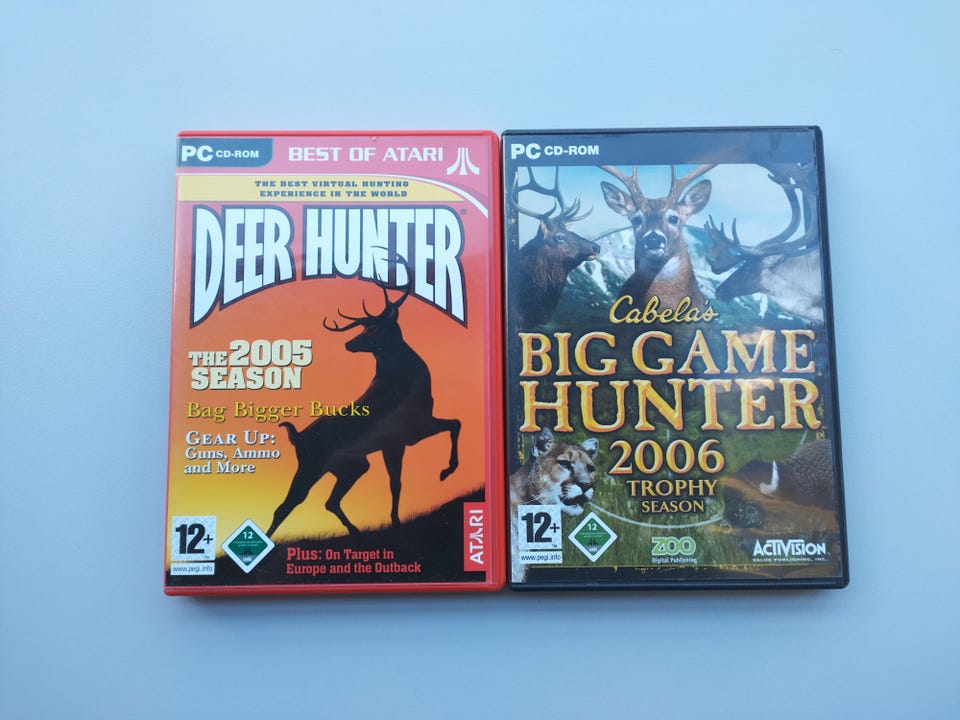 PC CD-ROM
BEST OF ATARI
THE BEST VIRTUAL HUNTING
EXPERIENCE IN THE WORLD
DEER HUNTER®
THE 2005
SEASON
Bag Bigger Bucks
GEAR UP:
Guns, Ammo
and More
12+
www.pegi.info
12
Plus: On Target in
Europe and the Outback
ATARI
PC CD-ROM
Cabela's
BIG GAME
HUNTER
2006
TROPHY
SEASON
12+
www.pegi.info
12
ZOO
Digital Publishing
ACTIVISION
VALUE PUBLISHING, INC.